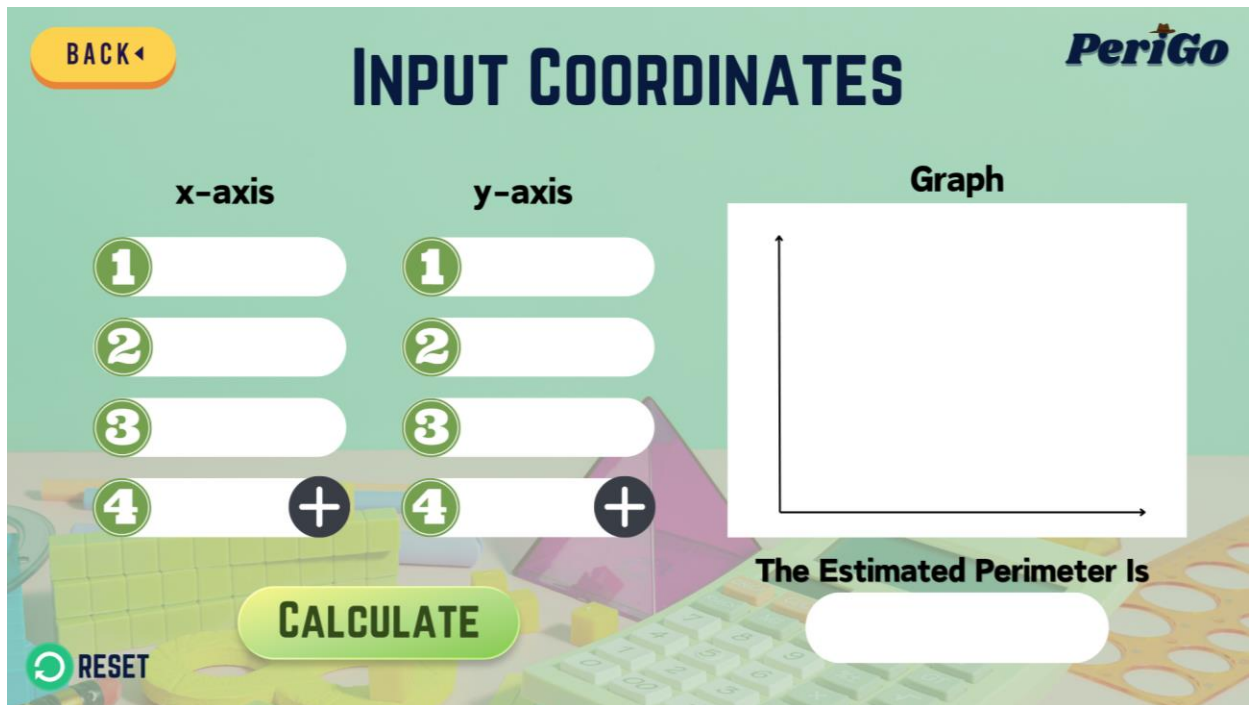 BACK
INPUT COORDINATES
PeriGo
x-axis
y-axis
Graph
1
1
2
2
3
3
4
+
4
+
The Estimated Perimeter Is
CALCULATE
RESET